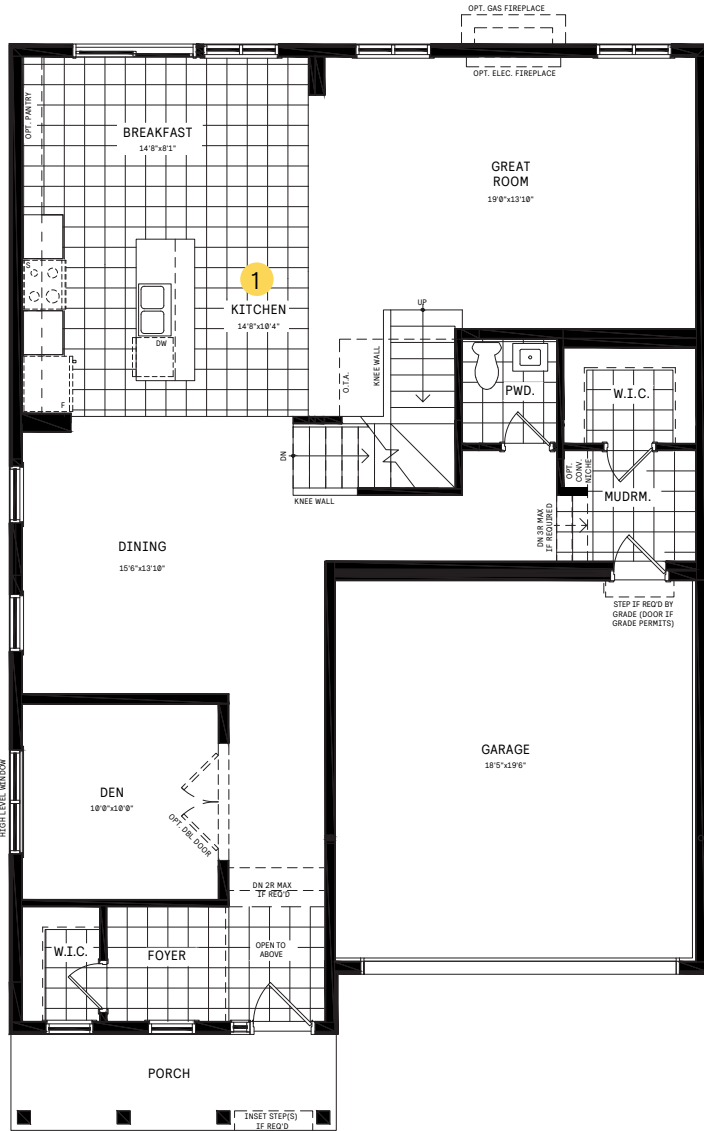 OPT. GAS FIREPLACE
OPT. ELEC. FIREPLACE
OPT. PANTRY
BREAKFAST
14'8"x8'1"
GREAT
ROOM
19'0"x13'10"
1
KITCHEN
14'8"x10'4"
S
DW
F
UP
O.T.A.
KNEE WALL
PWD.
W.I.C.
DN
KNEE WALL
OPT.
CONV.
NICHE
MUDRM.
DN 3R MAX
IF REQUIRED
DINING
15'6"x13'10"
STEP IF REQ'D BY
GRADE (DOOR IF
GRADE PERMITS)
GARAGE
18'5"x19'6"
HIGH LEVEL WINDOW
DEN
10'0"x10'0"
OPT. DBL DOOR
DN 2R MAX
IF REQ'D
W.I.C.
FOYER
OPEN TO
ABOVE
PORCH
INSET STEP(S)
IF REQ'D